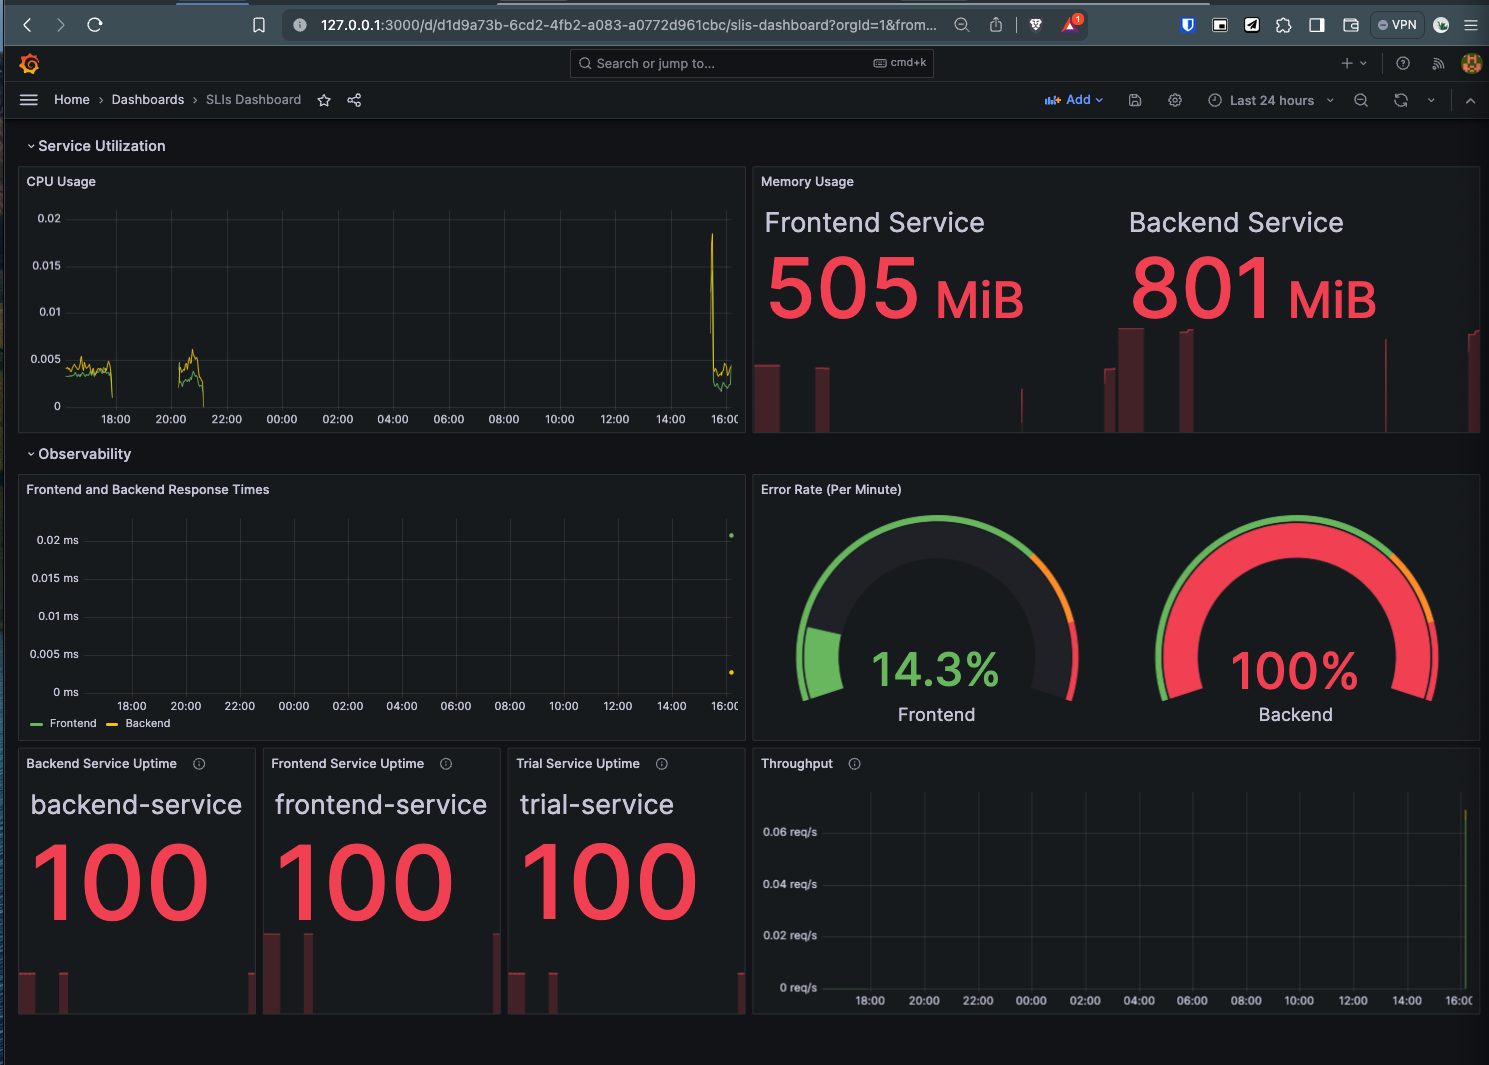 127.0.0.1:3000/d/d1d9a73b-6cd2-4fb2-a083-a0772d961cbc/slis-dashboard?orgId=1&from...
1
VPN
Search or jump to...
cmd+k
Home › Dashboards › SLIs Dashboard
Add
Last 24 hours
Service Utilization
CPU Usage
0.02
0.015
0.01
0.005
0
18:00 20:00 22:00 00:00 02:00 04:00 06:00 08:00 10:00 12:00 14:00 16:00
Memory Usage
Frontend Service
505 MiB
Backend Service
801 MiB
Observability
Frontend and Backend Response Times
0.02 ms
0.015 ms
0.01 ms
0.005 ms
0 ms
18:00 20:00 22:00 00:00 02:00 04:00 06:00 08:00 10:00 12:00 14:00 16:00
Frontend Backend
Error Rate (Per Minute)
14.3%
Frontend
100%
Backend
Backend Service Uptime
backend-service
100
Frontend Service Uptime
frontend-service
100
Trial Service Uptime
trial-service
100
Throughput
0.06 req/s
0.04 req/s
0.02 req/s
0 req/s
18:00 20:00 22:00 00:00 02:00 04:00 06:00 08:00 10:00 12:00 14:00 16:00